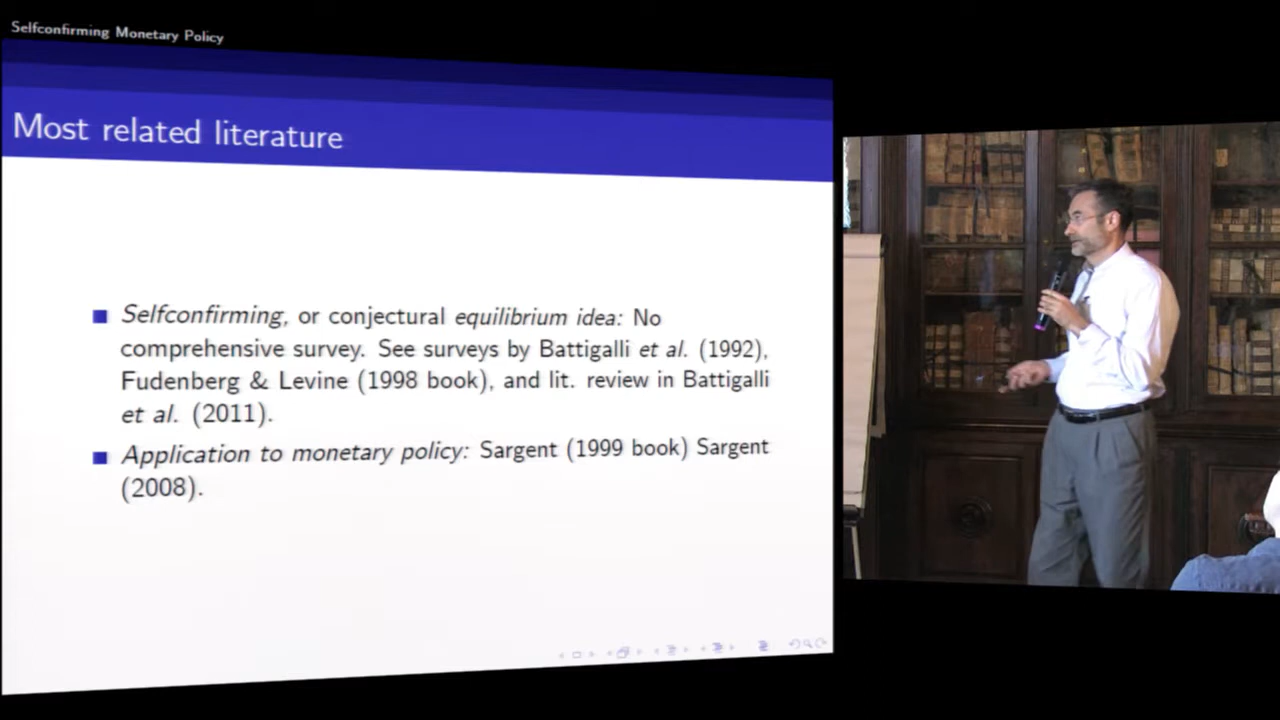 Selfconfirming Monetary Policy
Most related literature
Selfconfirming, or conjectural equilibrium idea: No
comprehensive survey. See surveys by Battigalli et al. (1992),
Fudenberg & Levine (1998 book), and lit. review in Battigalli
et al. (2011).
Application to monetary policy: Sargent (1999 book) Sargent
(2008).